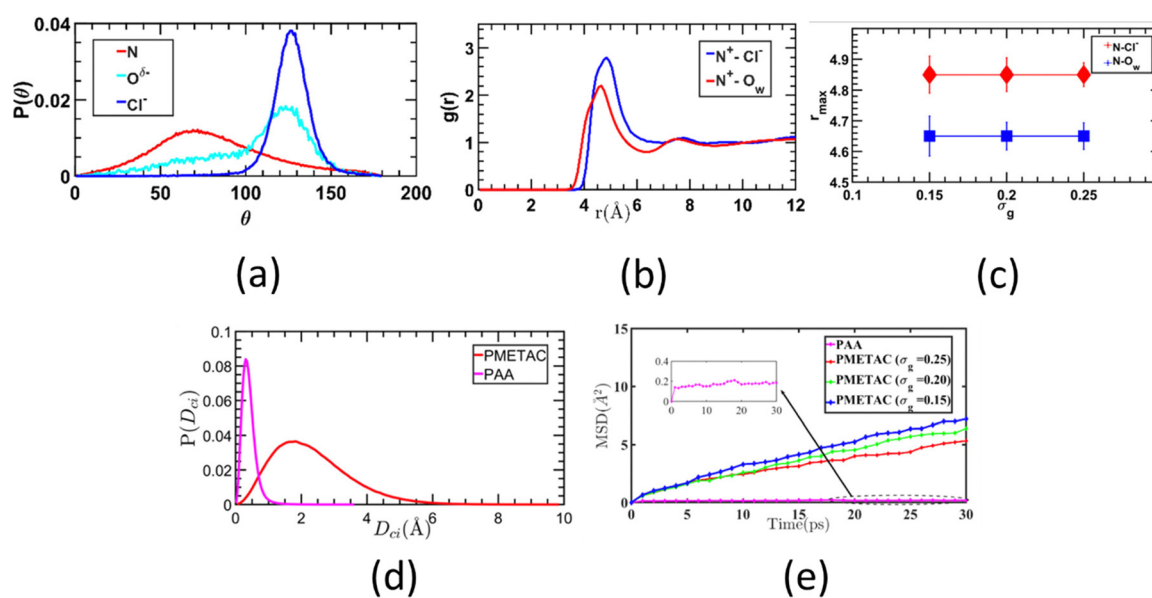 0.04
0.02
0
0
50
100
150
200
P(θ)
θ
N
O^δ-
Cl^-
(a)
3
2
1
0
0
2
4
6
8
10
12
g(r)
r(Å)
N^+- Cl^-
N^+- O_w
(b)
4.9
4.8
4.7
4.6
4.5
0.1
0.15
0.2
0.25
r_max
σ_g
N-Cl^-
N-O_w
(c)
0.1
0.08
0.06
0.04
0.02
0
0
2
4
6
8
10
P(D_ci)
D_ci(Å)
PMETAC
PAA
(d)
15
10
5
0
0
5
10
15
20
25
30
MSD(Å²)
Time(ps)
0.4
0.2
0
0
10
20
30
PAA
PMETAC (σ_g =0.25)
PMETAC (σ_g =0.20)
PMETAC (σ_g =0.15)
(e)